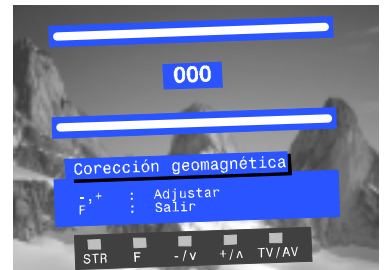 000
Corección geomagnética
-,+ : Adjustar
F : Salir
STR F -/v +/ʌ TV/AV